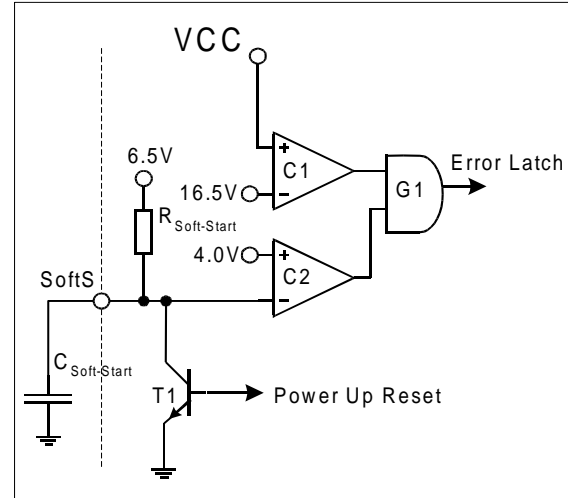 VCC
6.5V
+
C1
-
16.5V
G1
Error Latch
R Soft-Start
4.0V
+
C2
-
SoftS
C Soft-Start
T1
Power Up Reset